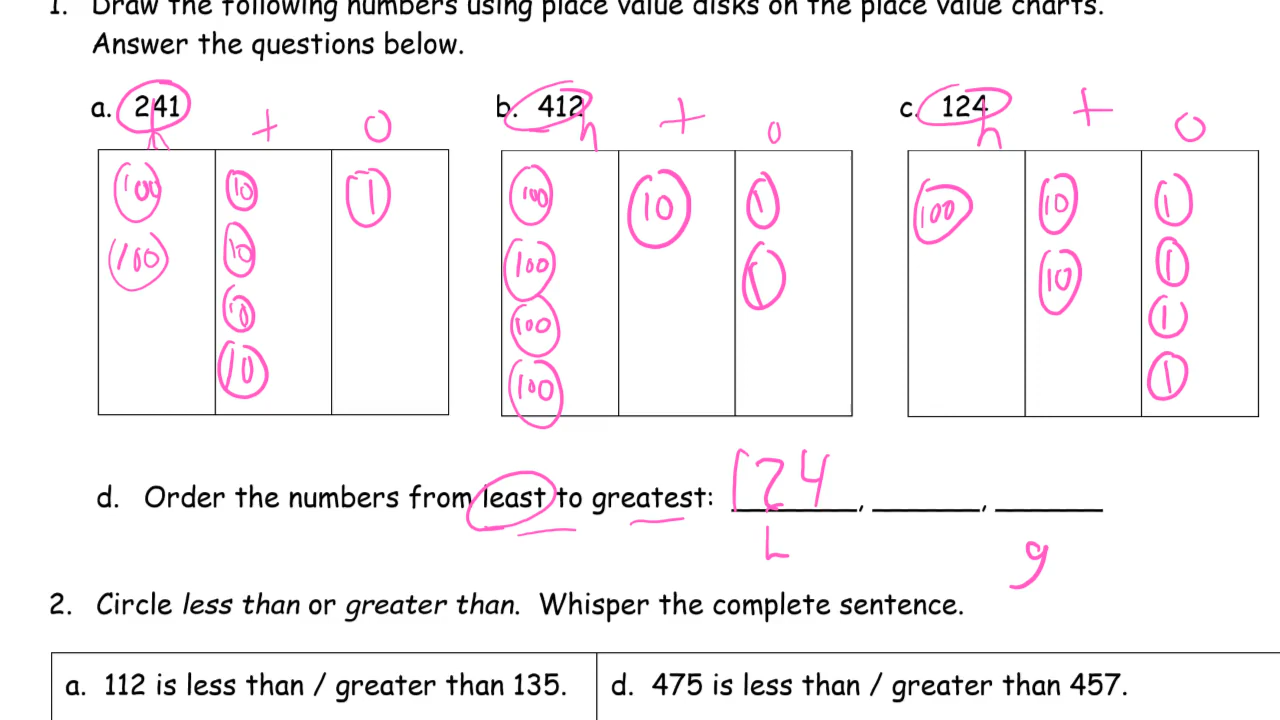 1. Draw the following numbers using place value disks on the place value charts.
Answer the questions below.
a. 241
b. 412
c. 124
h t o
h t o
h t o
100 10 1
100 10
10
10
100 10 1
100 1
100
100
100 10 1
10 1
1
1
d. Order the numbers from least to greatest: 124, ______, ______
L g
2. Circle less than or greater than. Whisper the complete sentence.
a. 112 is less than / greater than 135.
d. 475 is less than / greater than 457.